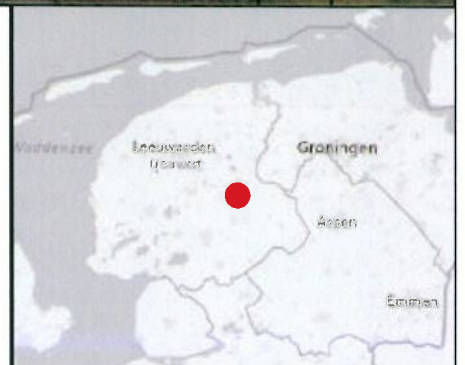 Waddenzee
Leeuwarden
Ljouwert
Groningen
Assen
Emmen